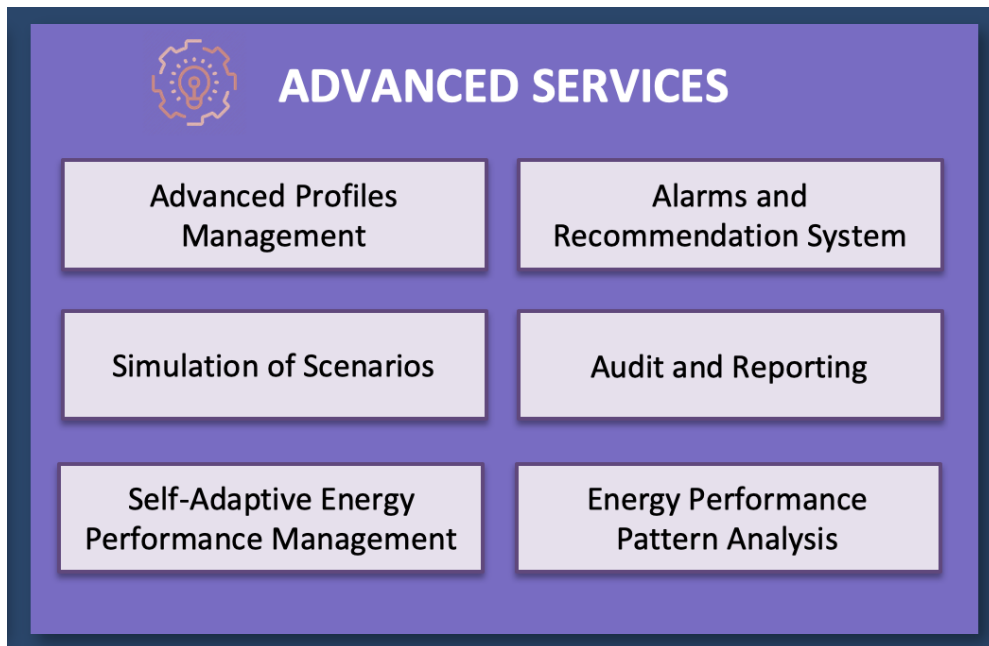 ADVANCED SERVICES
Advanced Profiles
Management
Alarms and
Recommendation System
Simulation of Scenarios
Audit and Reporting
Self-Adaptive Energy
Performance Management
Energy Performance
Pattern Analysis